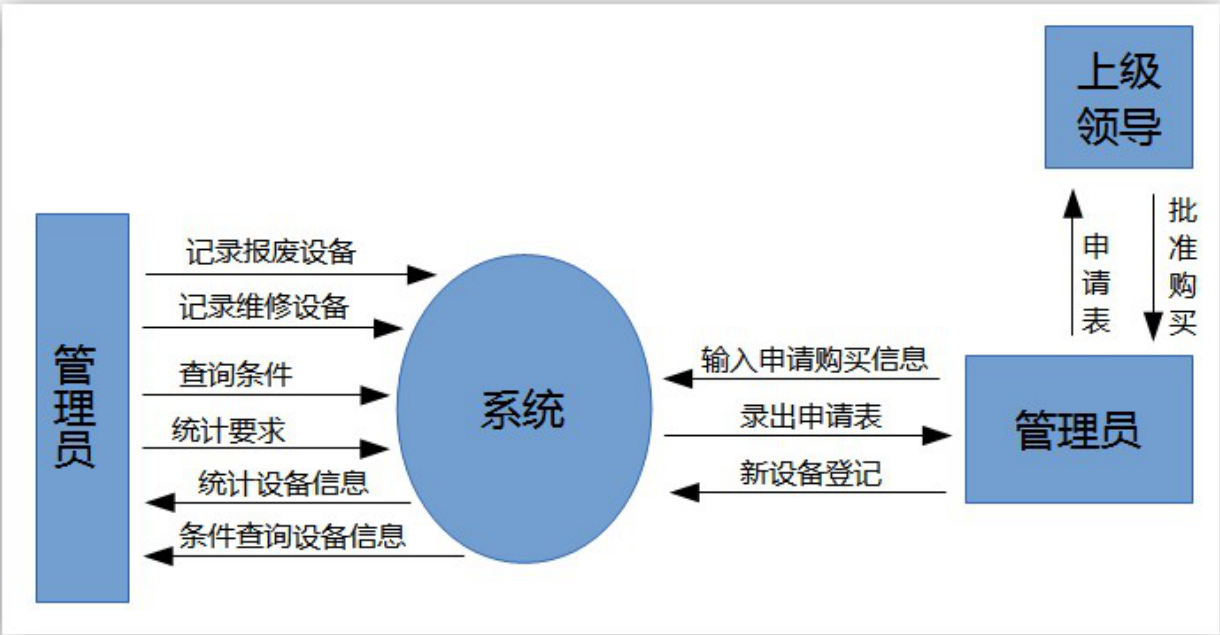 上级
领导
批准购买
申请表
记录报废设备
记录维修设备
查询条件
统计要求
统计设备信息
条件查询设备信息
管理员
系统
输入申请购买信息
录出申请表
新设备登记
管理员